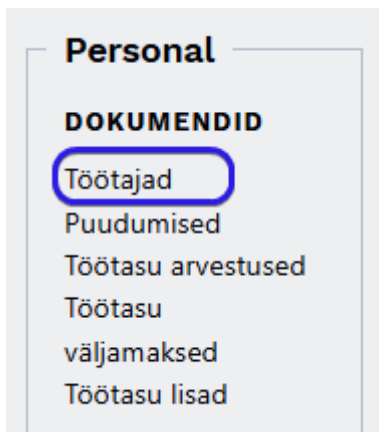 Personal
DOKUMENDID
Töötajad
Puudumised
Töötasu arvestused
Töötasu
väljamaksed
Töötasu lisad